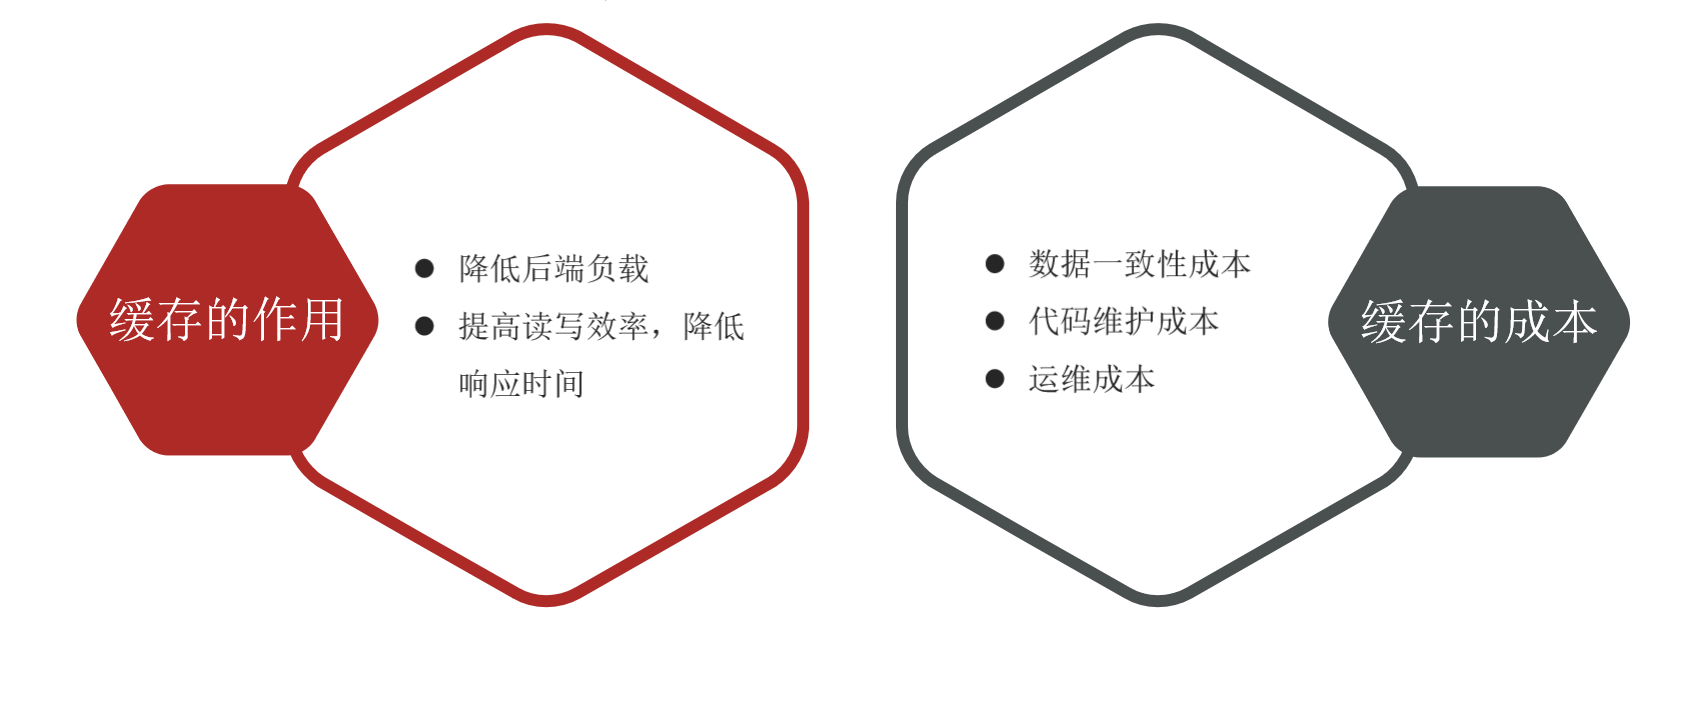 缓存的作用
● 降低后端负载
● 提高读写效率，降低
响应时间
● 数据一致性成本
● 代码维护成本
● 运维成本
缓存的成本